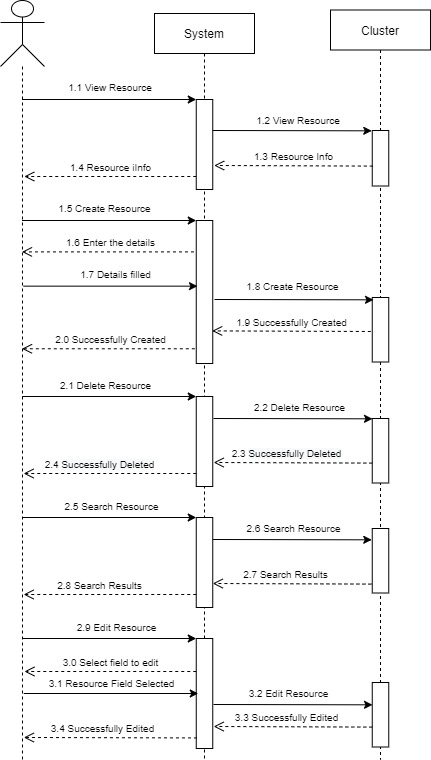 System
Cluster
1.1 View Resource
1.2 View Resource
1.3 Resource Info
1.4 Resource iInfo
1.5 Create Resource
1.6 Enter the details
1.7 Details filled
1.8 Create Resource
1.9 Successfully Created
2.0 Successfully Created
2.1 Delete Resource
2.2 Delete Resource
2.3 Successfully Deleted
2.4 Successfully Deleted
2.5 Search Resource
2.6 Search Resource
2.7 Search Results
2.8 Search Results
2.9 Edit Resource
3.0 Select field to edit
3.1 Resource Field Selected
3.2 Edit Resource
3.3 Successfully Edited
3.4 Successfully Edited